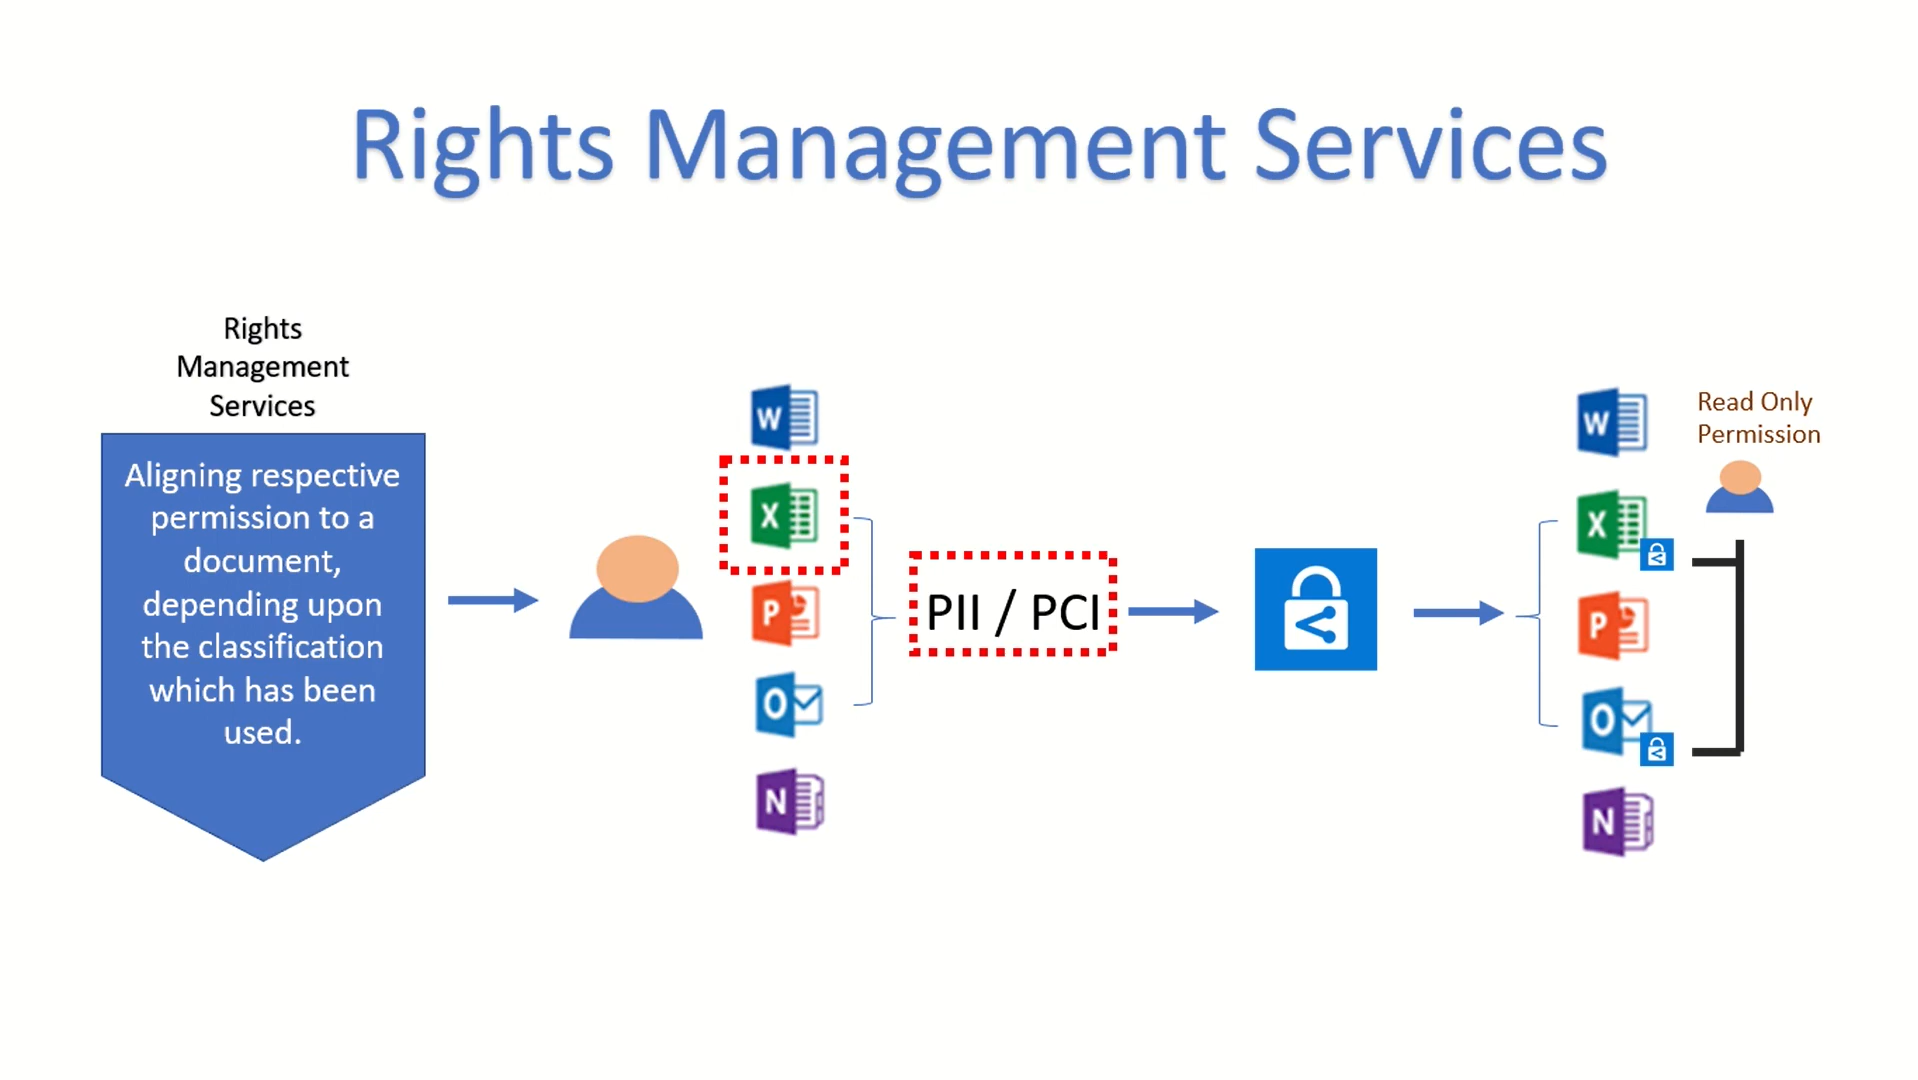 Rights Management Services
Rights
Management
Services
Aligning respective
permission to a
document,
depending upon
the classification
which has been
used.
W
X
P
O
N
PII / PCI
W
X
P
O
N
Read Only
Permission